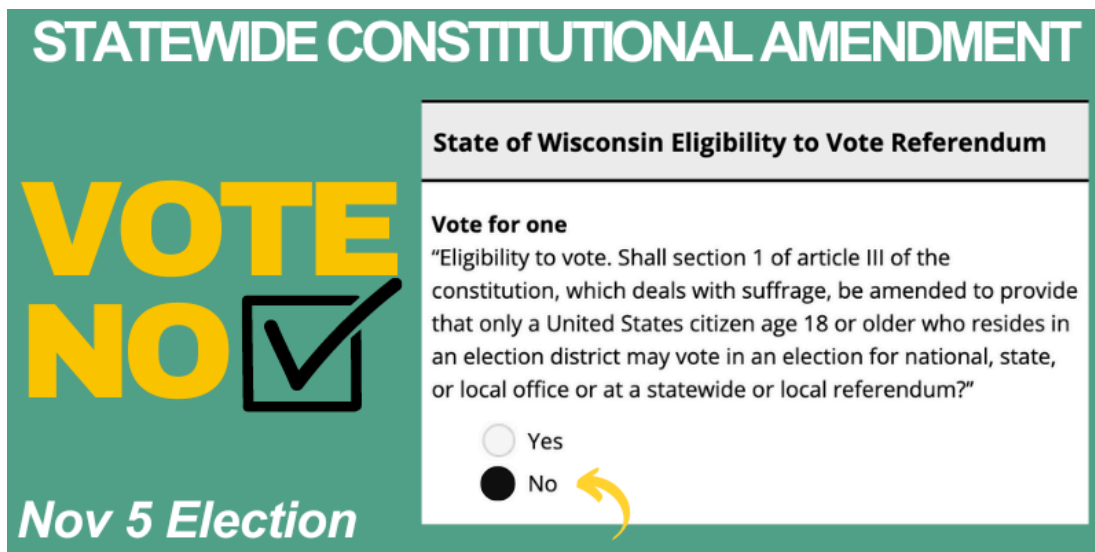 STATEWIDE CONSTITUTIONAL AMENDMENT
VOTE
NO
Nov 5 Election
State of Wisconsin Eligibility to Vote Referendum
Vote for one
“Eligibility to vote. Shall section 1 of article III of the
constitution, which deals with suffrage, be amended to provide
that only a United States citizen age 18 or older who resides in
an election district may vote in an election for national, state,
or local office or at a statewide or local referendum?”
Yes
No